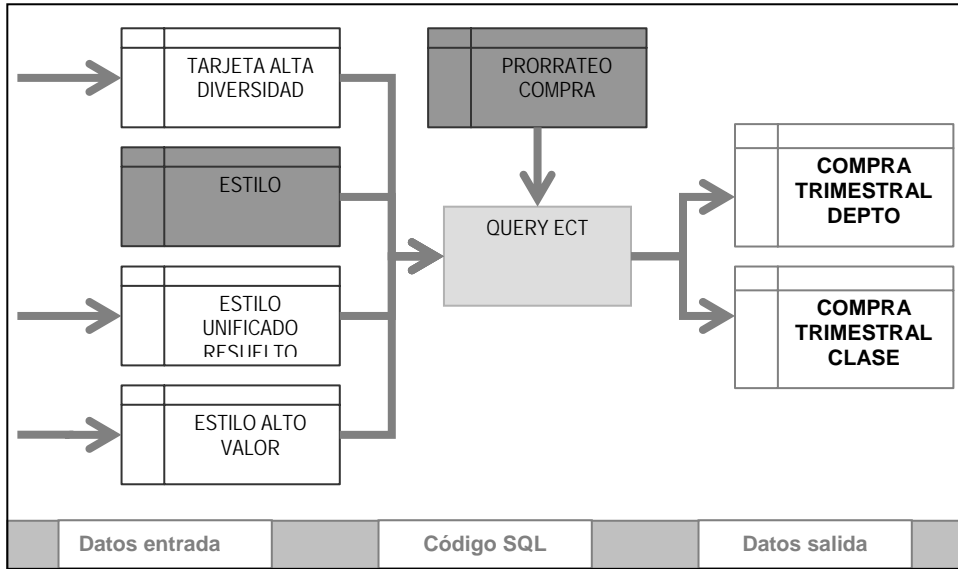 TARJETA ALTA
DIVERSIDAD
PRORRATEO
COMPRA
ESTILO
QUERY ECT
COMPRA
TRIMESTRAL
DEPTO
ESTILO
UNIFICADO
RESUELTO
COMPRA
TRIMESTRAL
CLASE
ESTILO ALTO
VALOR
Datos entrada
Código SQL
Datos salida